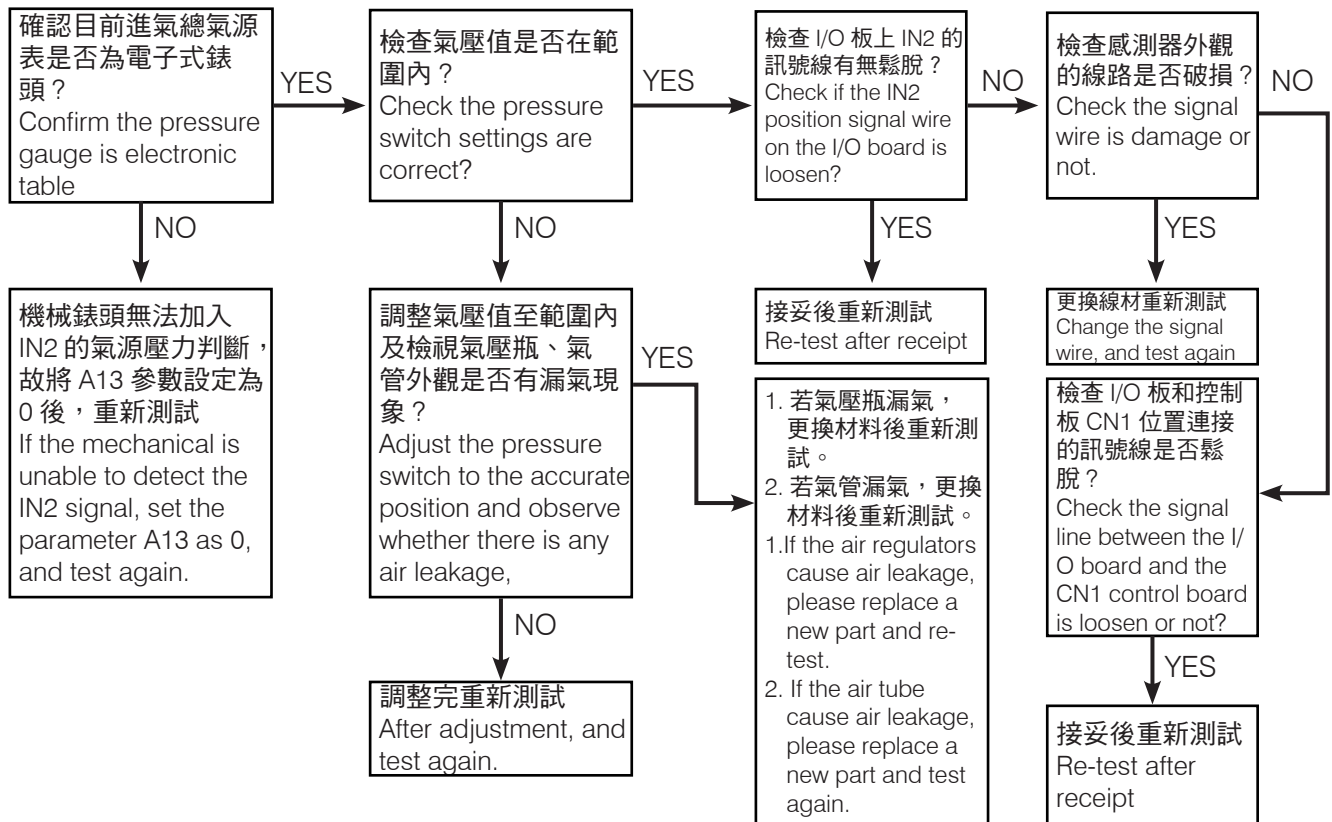 確認目前進氣總氣源
表是否為電子式錶
頭？
Confirm the pressure
gauge is electronic
table
YES
檢查氣壓值是否在範
圍內？
Check the pressure
switch settings are
correct?
YES
檢查 I/O 板上 IN2 的
訊號線有無鬆脫？
Check if the IN2
position signal wire
on the I/O board is
loosen?
NO
檢查感測器外觀
的線路是否破損？
Check the signal
wire is damage or
not.
NO
NO
NO
YES
YES
機械錶頭無法加入
IN2 的氣源壓力判斷，
故將 A13 參數設定為
0 後，重新測試
If the mechanical is
unable to detect the
IN2 signal, set the
parameter A13 as 0,
and test again.
調整氣壓值至範圍內
及檢視氣壓瓶、氣
管外觀是否有漏氣現
象？
Adjust the pressure
switch to the accurate
position and observe
whether there is any
air leakage,
YES
接妥後重新測試
Re-test after receipt
更換線材重新測試
Change the signal
wire, and test again
1. 若氣壓瓶漏氣，
更換材料後重新測
試。
2. 若氣管漏氣，更換
材料後重新測試。
1.If the air regulators
cause air leakage,
please replace a
new part and re-
test.
2. If the air tube
cause air leakage,
please replace a
new part and test
again.
檢查 I/O 板和控制
板 CN1 位置連接
的訊號線是否鬆
脫？
Check the signal
line between the I/
O board and the
CN1 control board
is loosen or not?
NO
調整完重新測試
After adjustment, and
test again.
YES
接妥後重新測試
Re-test after
receipt